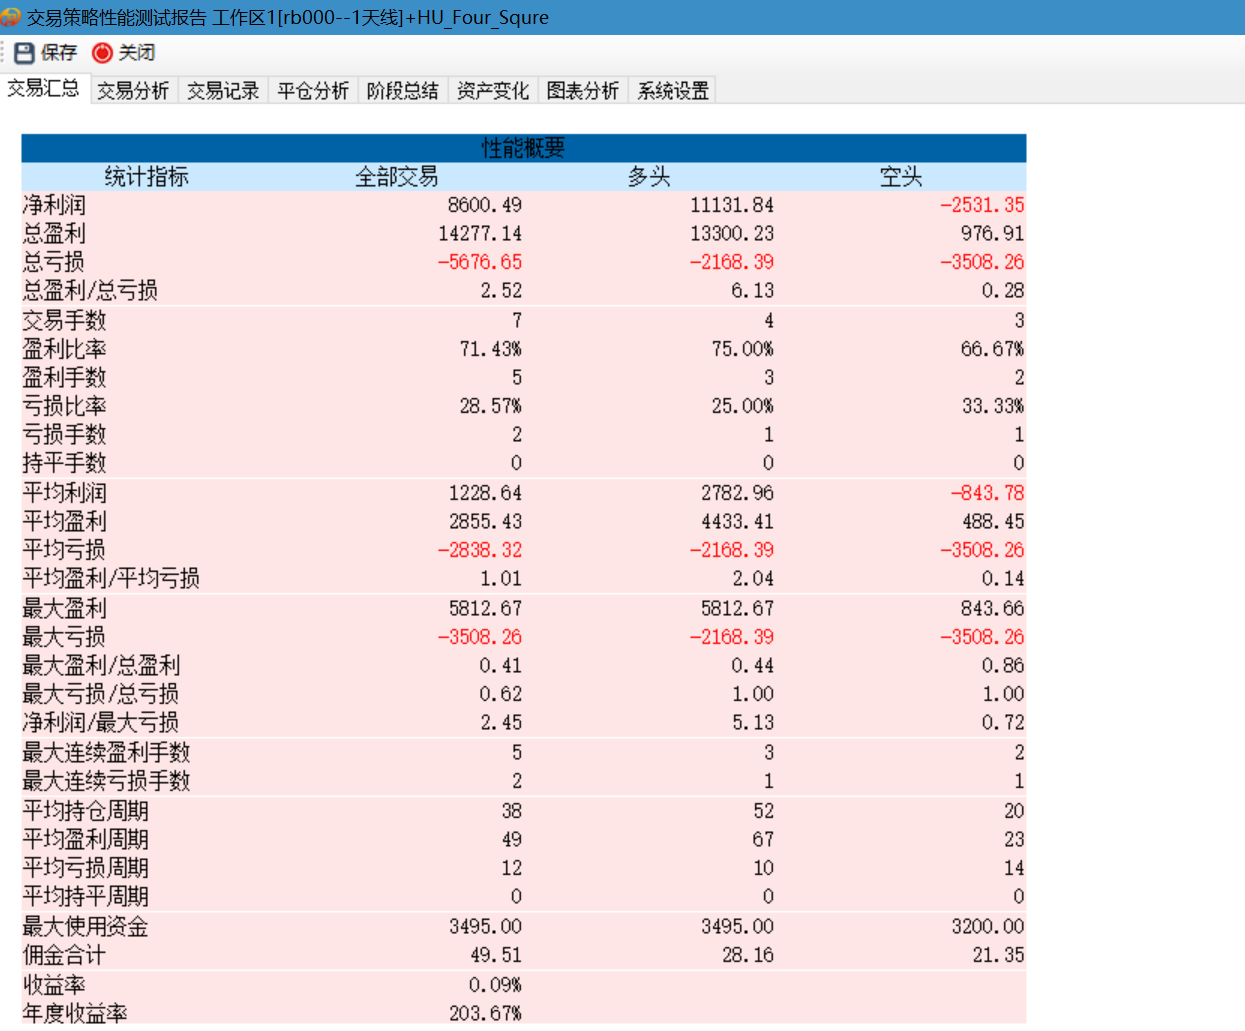 交易策略性能测试报告 工作区1[rb000--1天线]+HU_Four_Squre
保存 关闭
交易汇总 交易分析 交易记录 平仓分析 阶段总结 资产变化 图表分析 系统设置
性能概要
统计指标 全部交易 多头 空头
净利润 8600.49 11131.84 -2531.35
总盈利 14277.14 13300.23 976.91
总亏损 -5676.65 -2168.39 -3508.26
总盈利/总亏损 2.52 6.13 0.28
交易手数 7 4 3
盈利比率 71.43% 75.00% 66.67%
盈利手数 5 3 2
亏损比率 28.57% 25.00% 33.33%
亏损手数 2 1 1
持平手数 0 0 0
平均利润 1228.64 2782.96 -843.78
平均盈利 2855.43 4433.41 488.45
平均亏损 -2838.32 -2168.39 -3508.26
平均盈利/平均亏损 1.01 2.04 0.14
最大盈利 5812.67 5812.67 843.66
最大亏损 -3508.26 -2168.39 -3508.26
最大盈利/总盈利 0.41 0.44 0.86
最大亏损/总亏损 0.62 1.00 1.00
净利润/最大亏损 2.45 5.13 0.72
最大连续盈利手数 5 3 2
最大连续亏损手数 2 1 1
平均持仓周期 38 52 20
平均盈利周期 49 67 23
平均亏损周期 12 10 14
平均持平周期 0 0 0
最大使用资金 3495.00 3495.00 3200.00
佣金合计 49.51 28.16 21.35
收益率 0.09%
年度收益率 203.67%